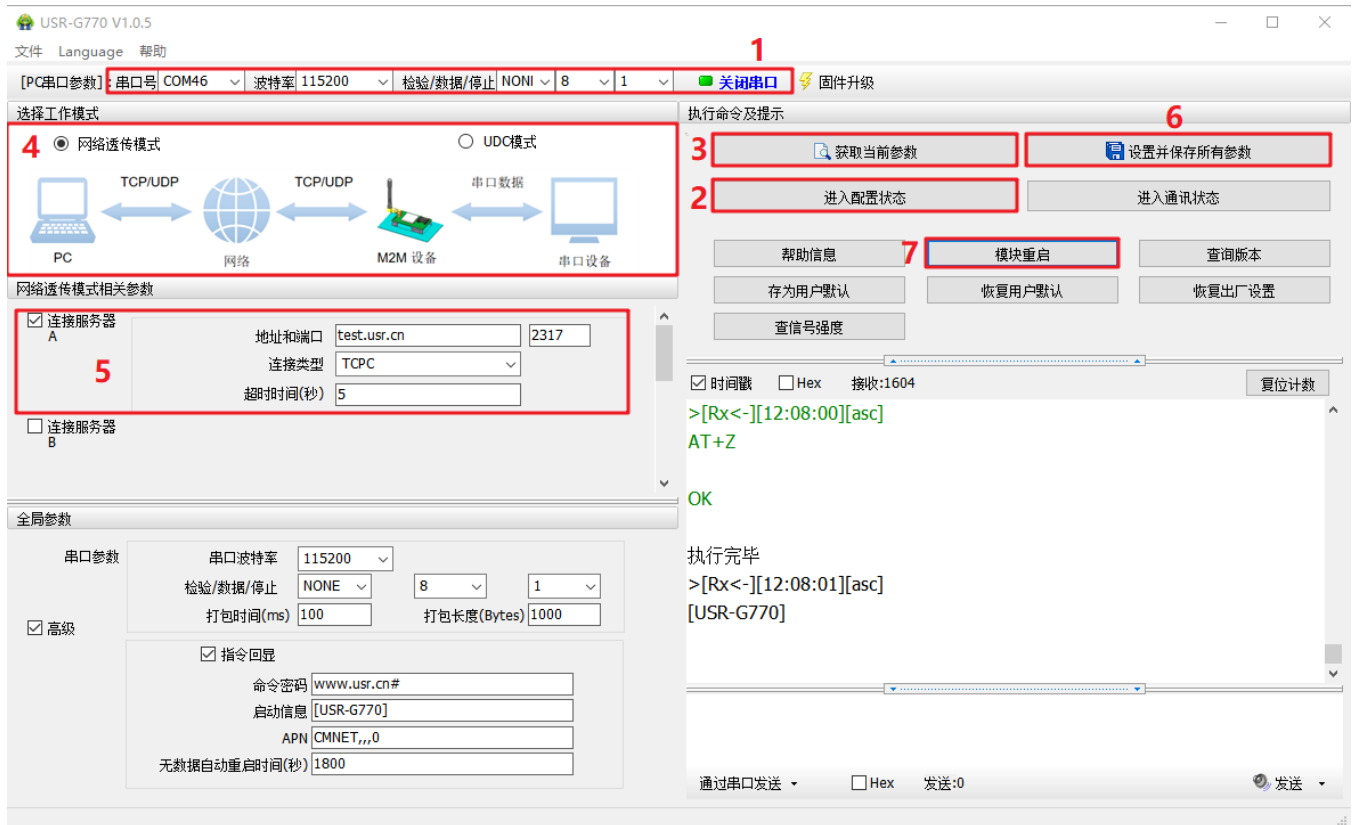 USR-G770 V1.0.5
文件 Language 帮助
1
[PC串口参数]: 串口号 COM46 波特率 115200 检验/数据/停止 NONI 8 1 关闭串口 固件升级
选择工作模式
4 网络透传模式 UDC模式
TCP/UDP TCP/UDP 串口数据
PC 网络 M2M 设备 串口设备
网络透传模式相关参数
5
连接服务器
A
地址和端口 test.usr.cn 2317
连接类型 TCPC
超时时间(秒) 5
连接服务器
B
全局参数
串口参数 串口波特率 115200
检验/数据/停止 NONE 8 1
打包时间(ms) 100 打包长度(Bytes) 1000
高级
指令回显
命令密码 www.usr.cn#
启动信息 [USR-G770]
APN CMNET,,,0
无数据自动重启时间(秒) 1800
执行命令及提示
6
3 获取当前参数 设置并保存所有参数
2 进入配置状态 进入通讯状态
帮助信息 7 模块重启 查询版本
存为用户默认 恢复用户默认 恢复出厂设置
查信号强度
时间戳 Hex 接收:1604 复位计数
>[Rx<-][12:08:00][asc]
AT+Z
OK
执行完毕
>[Rx<-][12:08:01][asc]
[USR-G770]
通过串口发送 Hex 发送:0 发送